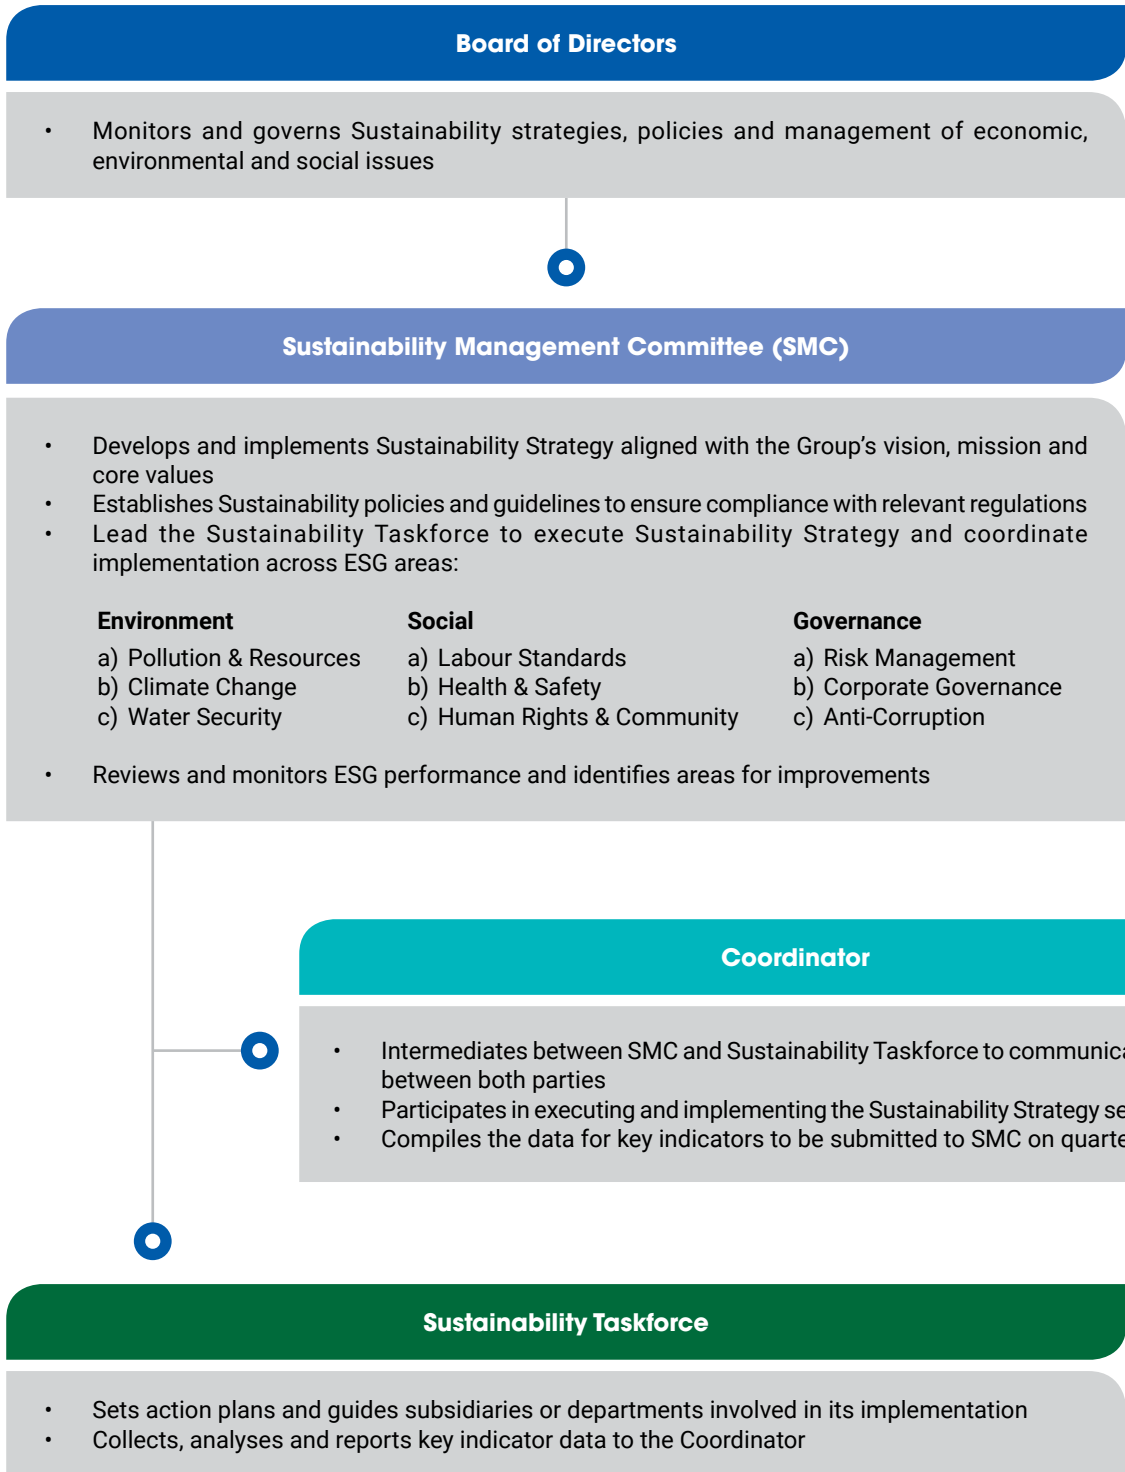 Board of Directors
• Monitors and governs Sustainability strategies, policies and management of economic,
environmental and social issues
Sustainability Management Committee (SMC)
• Develops and implements Sustainability Strategy aligned with the Group’s vision, mission and
core values
• Establishes Sustainability policies and guidelines to ensure compliance with relevant regulations
• Lead the Sustainability Taskforce to execute Sustainability Strategy and coordinate
implementation across ESG areas:
Environment
a) Pollution & Resources
b) Climate Change
c) Water Security
Social
a) Labour Standards
b) Health & Safety
c) Human Rights & Community
Governance
a) Risk Management
b) Corporate Governance
c) Anti-Corruption
• Reviews and monitors ESG performance and identifies areas for improvements
Coordinator
• Intermediates between SMC and Sustainability Taskforce to
between both parties
• Participates in executing and implementing the Sustainability Strategy
• Compiles the data for key indicators to be submitted to SMC on
Sustainability Taskforce
• Sets action plans and guides subsidiaries or departments involved in its implementation
• Collects, analyses and reports key indicator data to the Coordinator